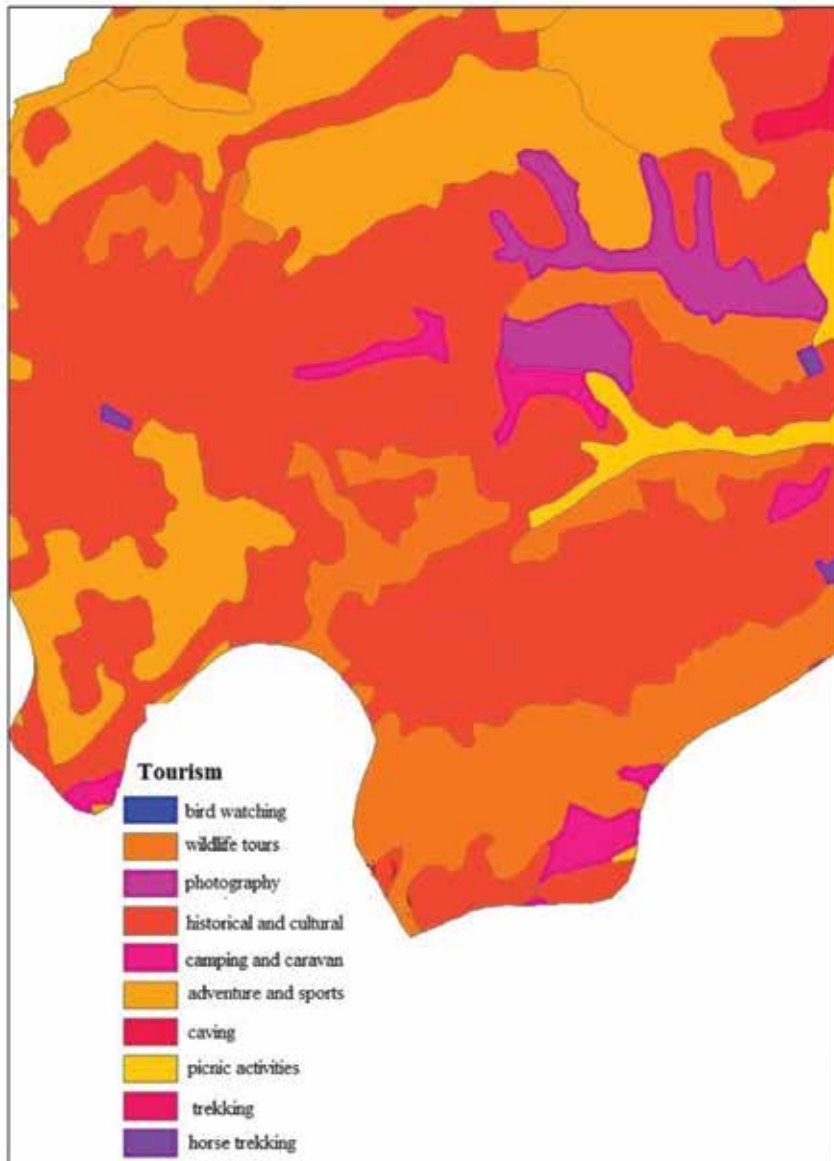 Tourism
bird watching
wildlife tours
photography
historical and cultural
camping and caravan
adventure and sports
caving
picnic activities
trekking
horse trekking